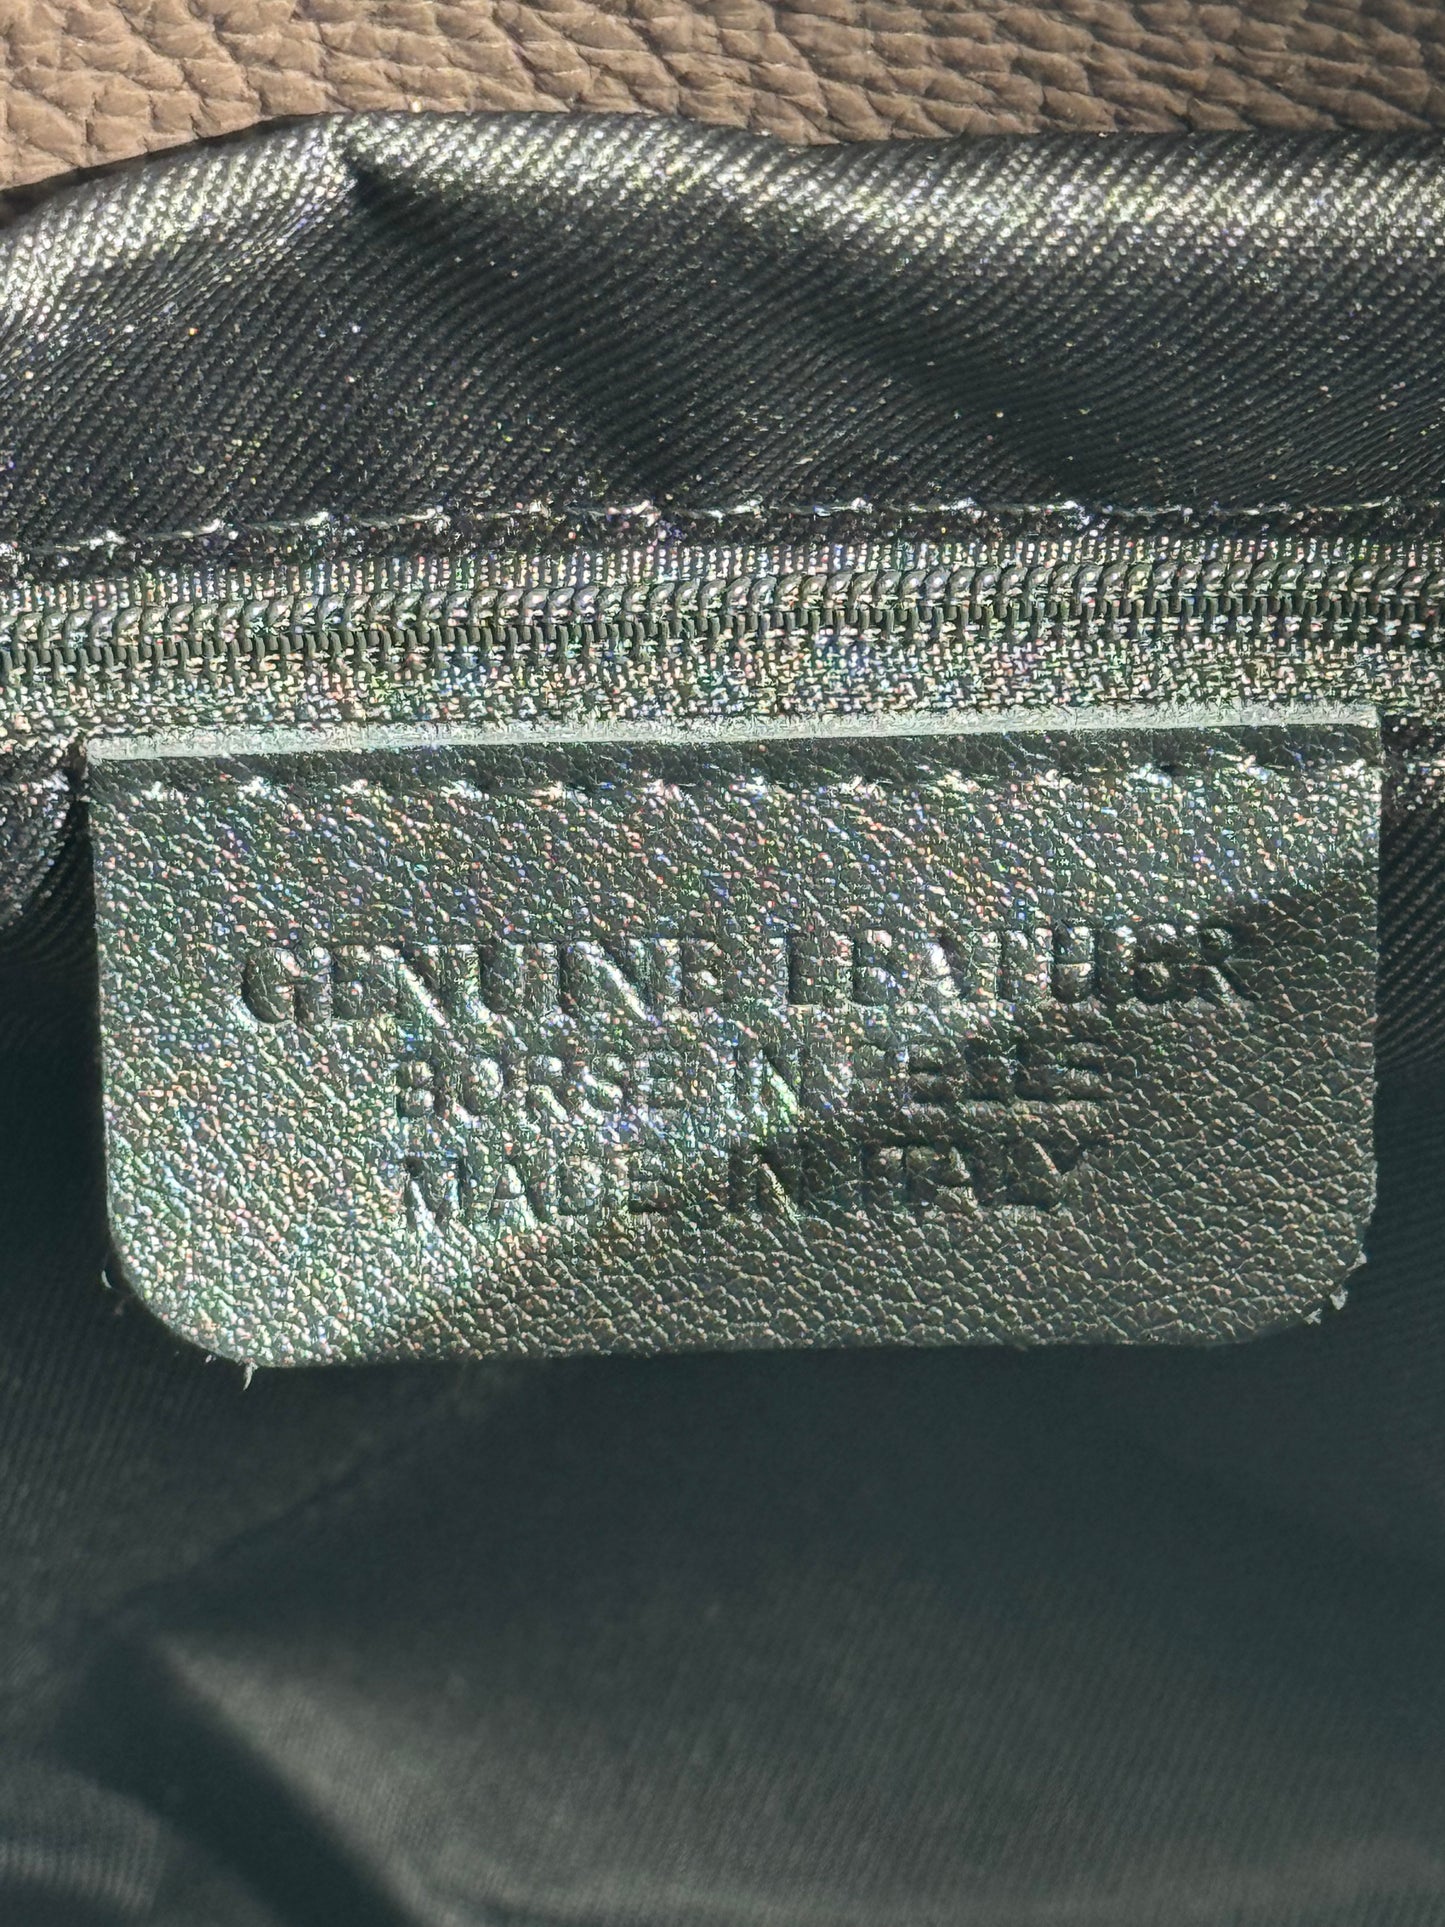 GENUINE LEATHER
BORSE IN PELLE
MADE IN ITALY